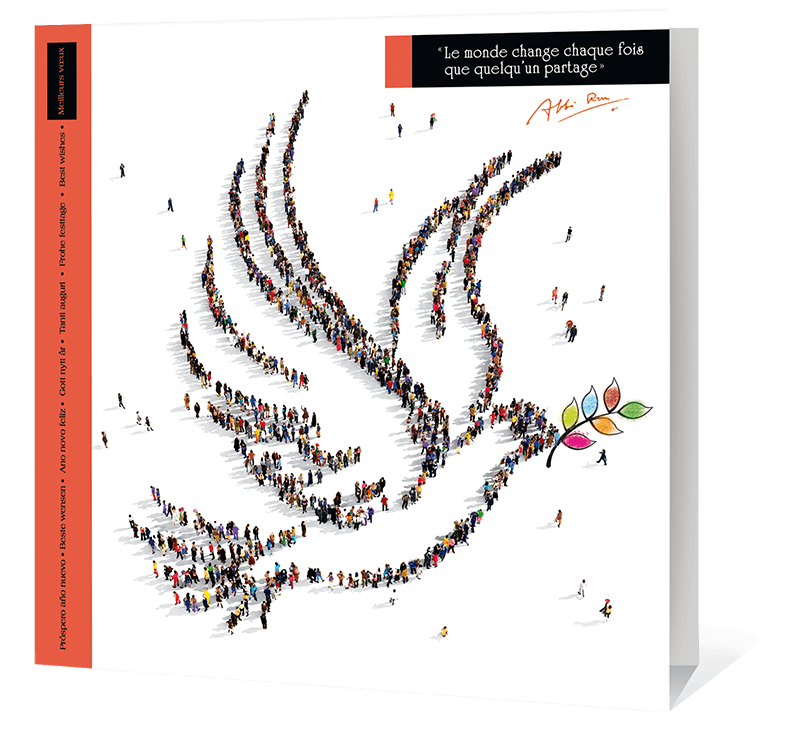 « Le monde change chaque fois
que quelqu'un partage »
Próspero año nuevo • Beste wensen • Ano novo feliz • Gott nytt år • Tanti auguri • Frohe festtage • Best wishes • Meilleurs vœux